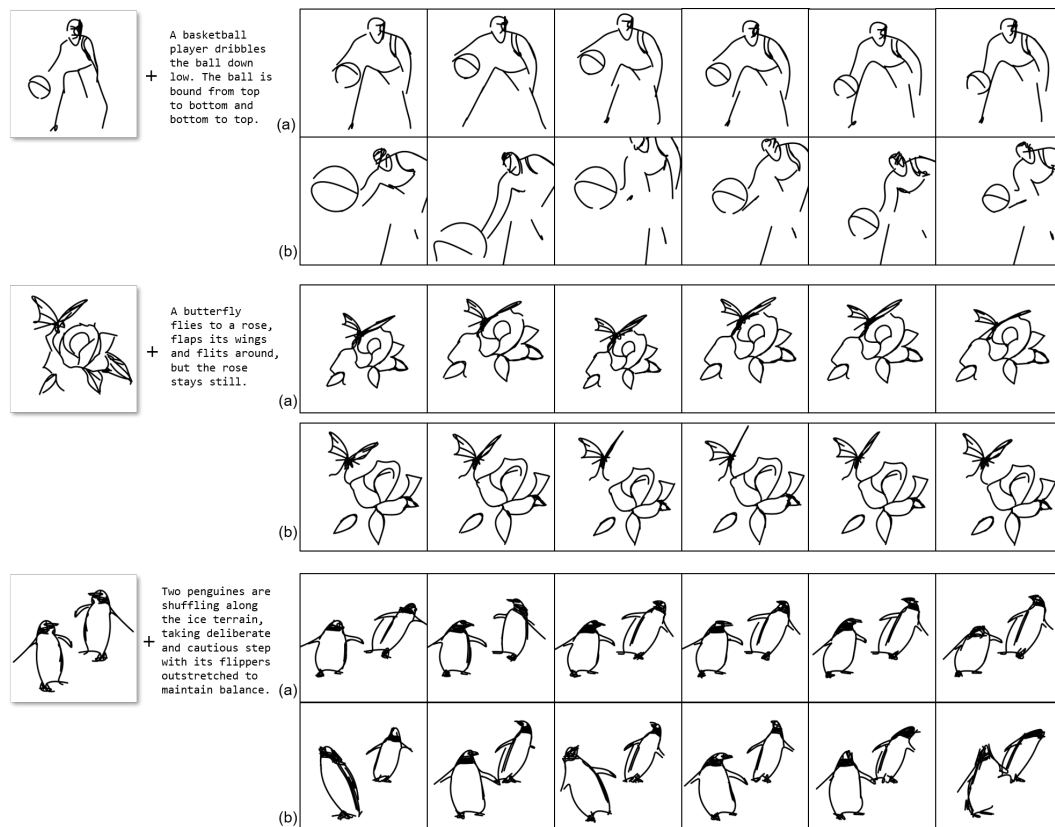 A basketball
player dribbles
the ball down
low. The ball is
bound from top
to bottom and
bottom to top.
+
(a)
(b)
A butterfly
flies to a rose,
flaps its wings
and flits around,
but the rose
stays still.
+
(a)
(b)
Two penguines are
shuffling along
the ice terrain,
taking deliberate
and cautious step
with its flippers
outstretched to
maintain balance.
+
(a)
(b)